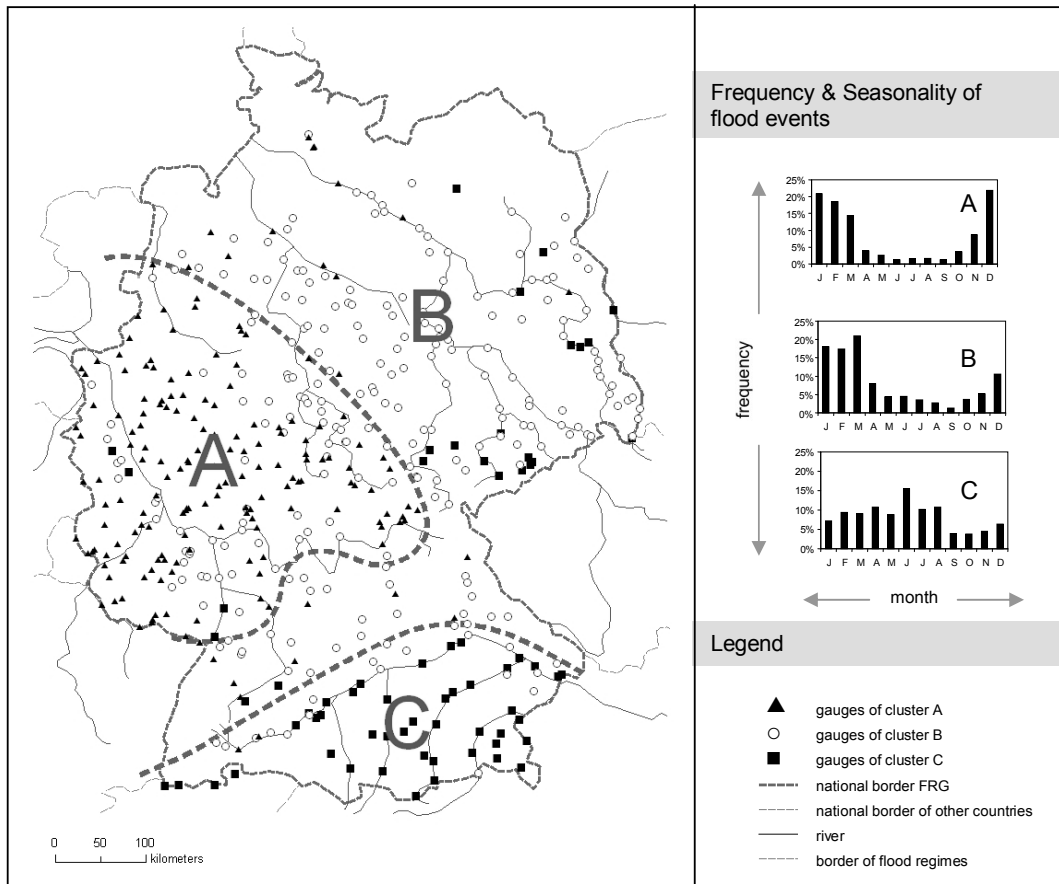 A
B
C
0 50 100
kilometers
Frequency & Seasonality of
flood events
25%
20%
15%
10%
5%
0%
A
J F M A M J J A S O N D
25%
20%
15%
10%
5%
0%
B
J F M A M J J A S O N D
25%
20%
15%
10%
5%
0%
C
J F M A M J J A S O N D
frequency
month
Legend
gauges of cluster A
gauges of cluster B
gauges of cluster C
national border FRG
national border of other countries
river
border of flood regimes